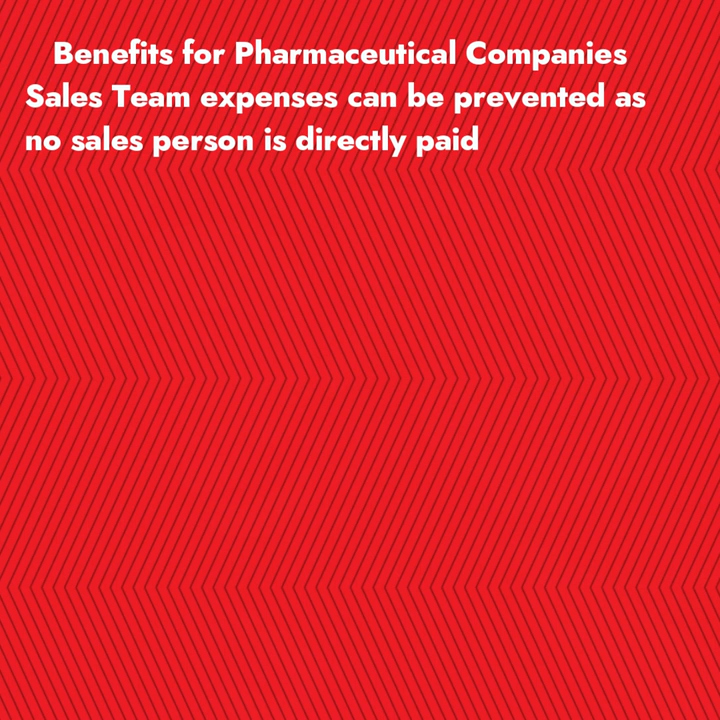 Benefits for Pharmaceutical Companies
Sales Team expenses can be prevented as
no sales person is directly paid